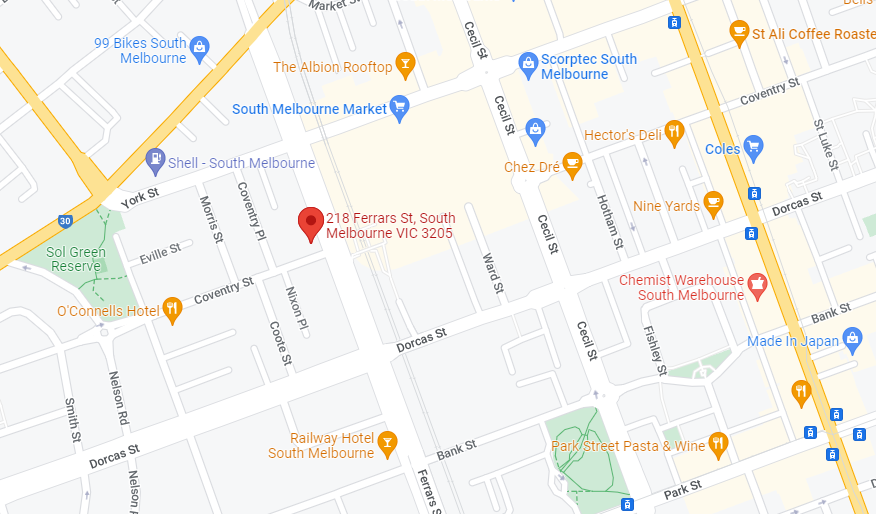 Market St
Cecil St
99 Bikes South
Melbourne
The Albion Rooftop
Scorptec South
Melbourne
St Ali Coffee Roaste
Coventry St
South Melbourne Market
Cecil St
Hector's Deli
St Luke St
Coles
Shell - South Melbourne
Chez Dré
York St
Morris St
Coventry Pl
Hotham St
Nine Yards
Dorcas St
30
218 Ferrars St, South
Melbourne VIC 3205
Cecil St
Sol Green
Reserve
Eville St
Ward St
Chemist Warehouse
South Melbourne
Coventry St
Nixon Pl
O'Connells Hotel
Bank St
Coote St
Dorcas St
Cecil St
Fishley St
Made In Japan
Nelson Rd
Smith St
Railway Hotel
South Melbourne
Bank St
Park Street Pasta & Wine
Dorcas St
Nelson
Ferrars S
Park St